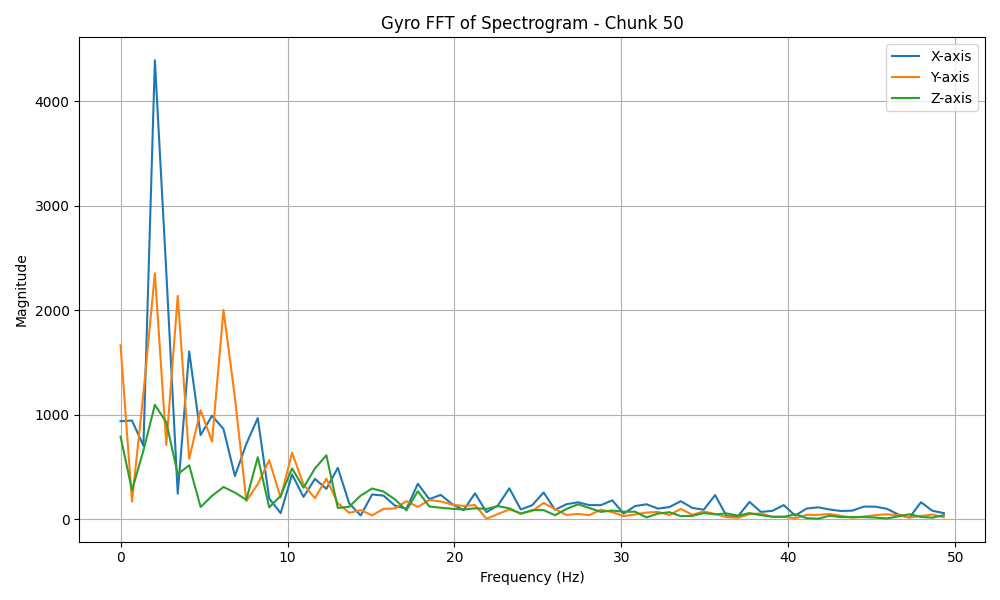 Gyro FFT of Spectrogram - Chunk 50
X-axis
Y-axis
Z-axis
Magnitude
4000
3000
2000
1000
0
0 10 20 30 40 50
Frequency (Hz)